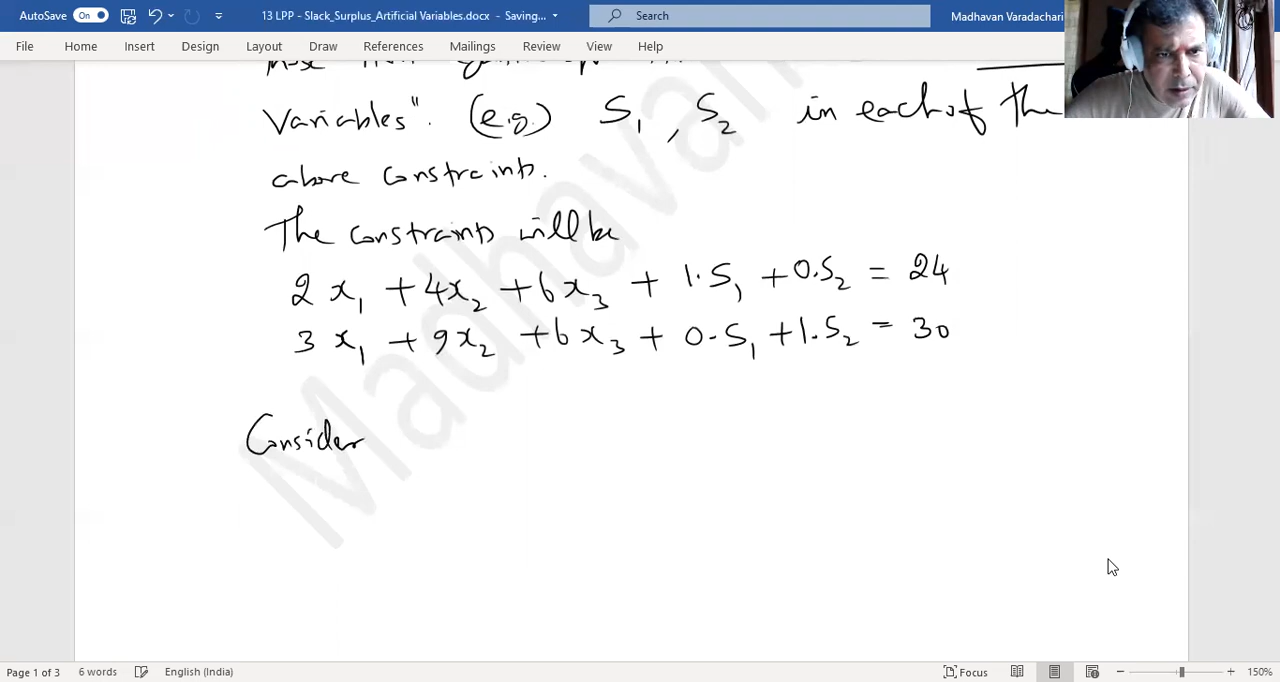 AutoSave On 13 LPP - Slack_Surplus_Artificial Variables.docx - Saving... Search Madhavan Varadachari
File Home Insert Design Layout Draw References Mailings Review View Help
Variables". (e.g.) S₁, S₂ in each of the
above constraints.
The constraints will be
2x₁ + 4x₂ + 6x₃ + 1·S₁ + 0·S₂ = 24
3x₁ + 9x₂ + 6x₃ + 0·S₁ + 1·S₂ = 30
Consider
Madhavan
Page 1 of 3 6 words English (India) Focus 150%